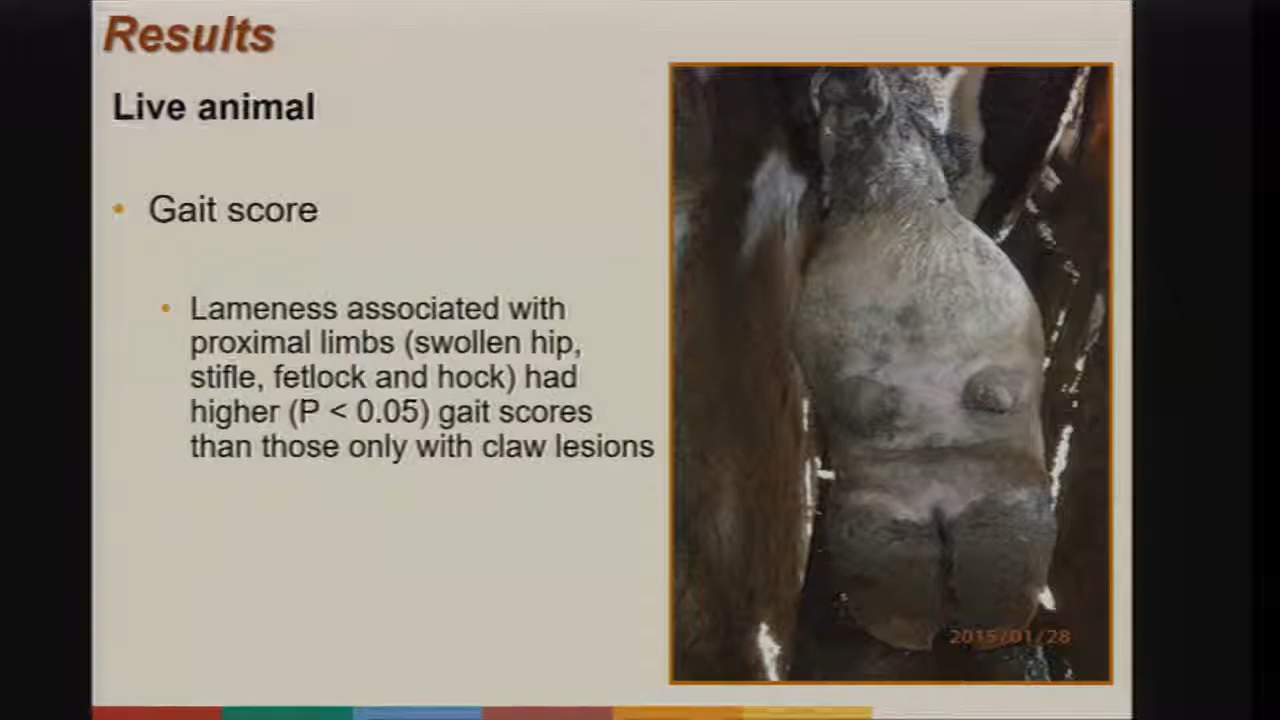 Results
Live animal
• Gait score
• Lameness associated with
proximal limbs (swollen hip,
stifle, fetlock and hock) had
higher (P < 0.05) gait scores
than those only with claw lesions
2015/01/28